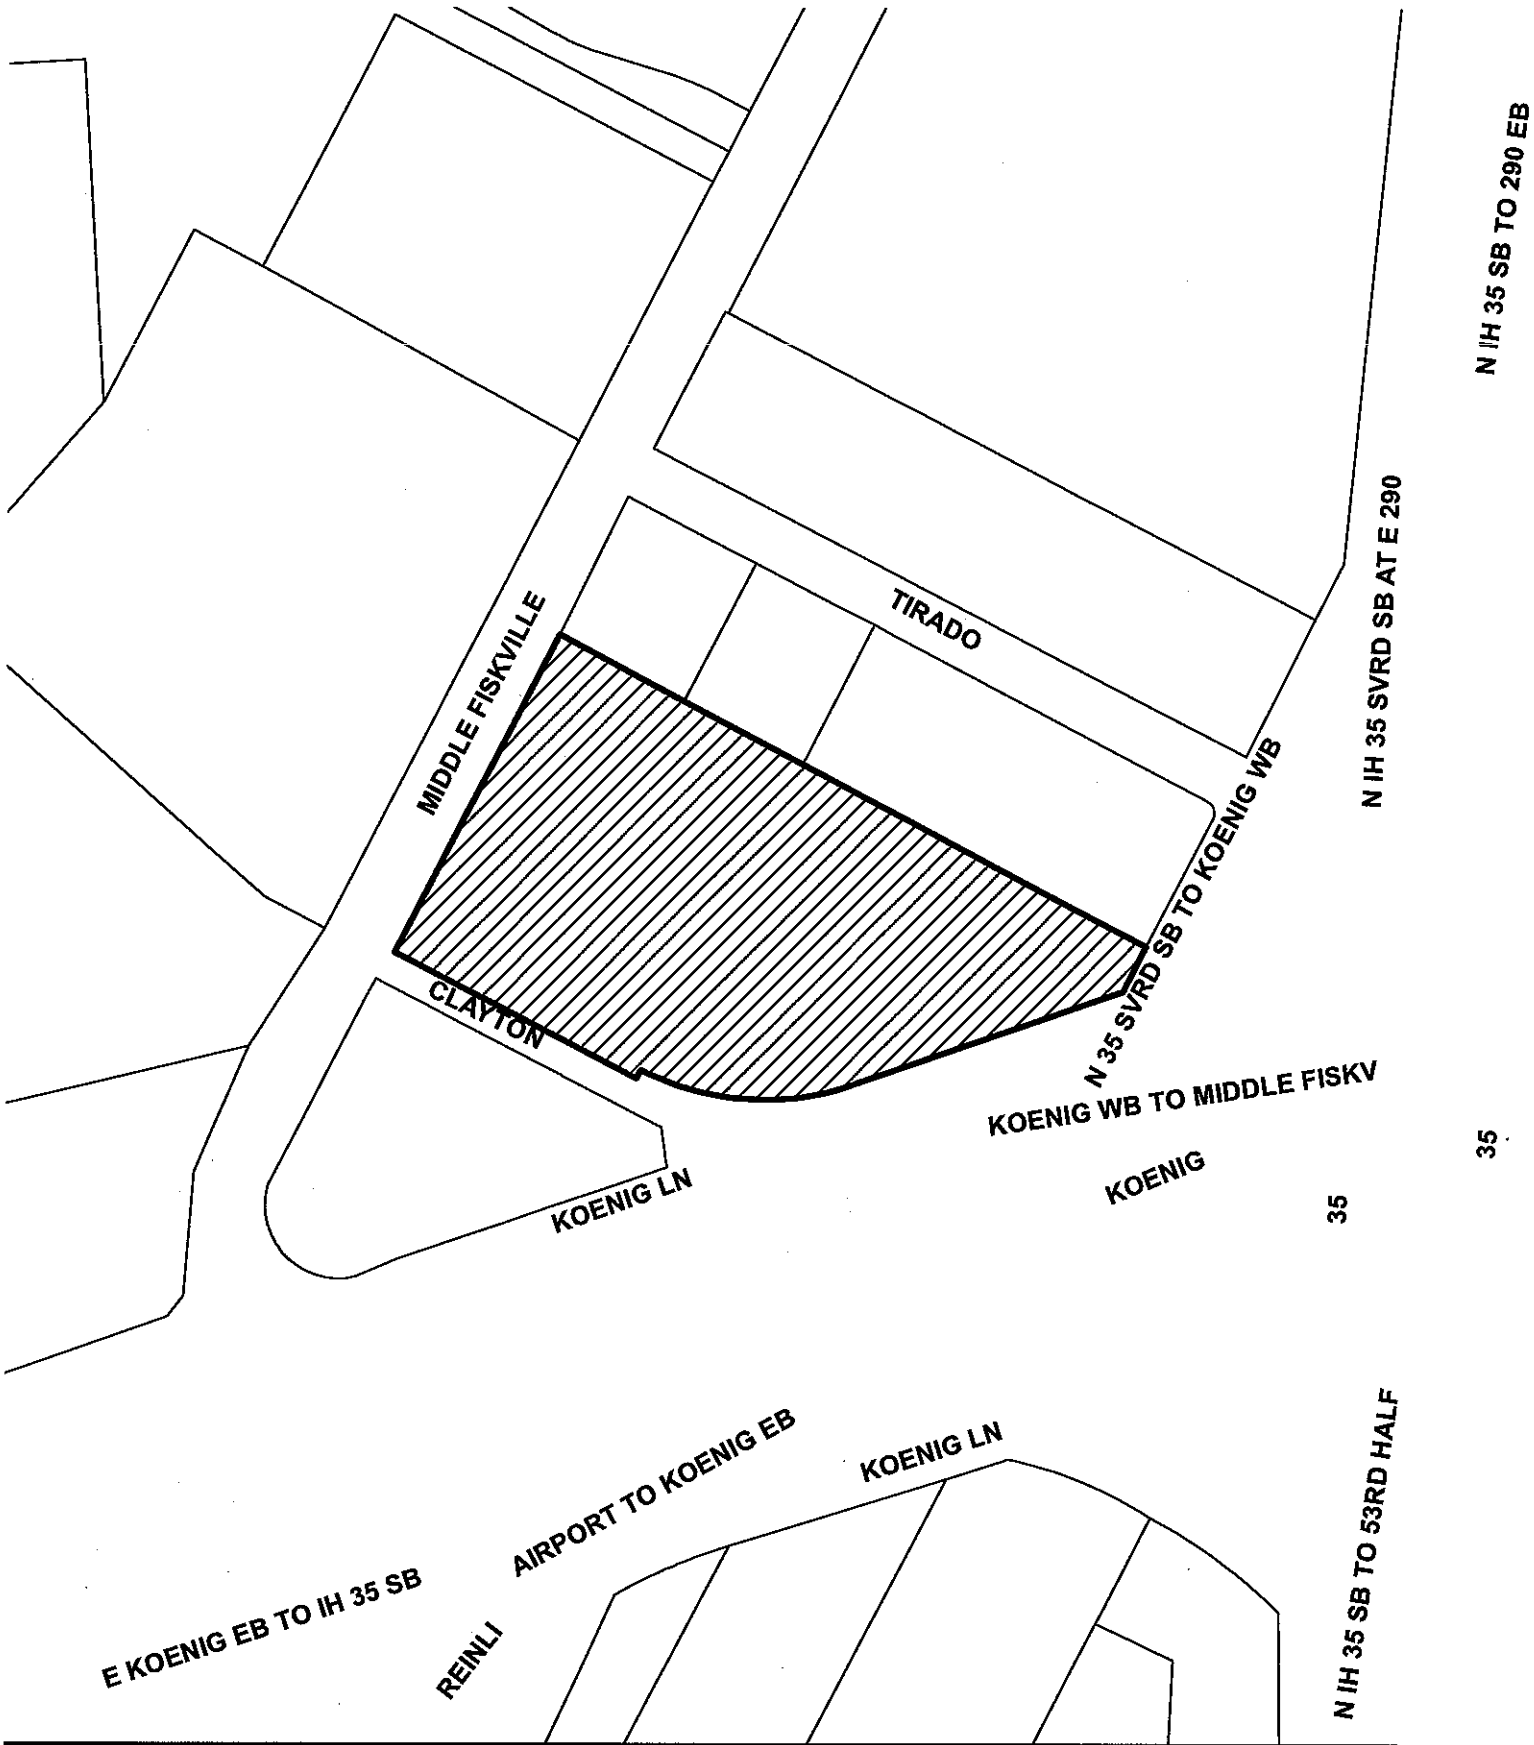 N IH 35 SB TO 290 EB
N IH 35 SVRD SB AT E 290
TIRADO
MIDDLE FISKVILLE
N 35 SVRD SB TO KOENIG WB
CLAYTON
KOENIG WB TO MIDDLE FISKV
35
KOENIG
KOENIG LN
35
N IH 35 SB TO 53RD HALF
KOENIG LN
AIRPORT TO KOENIG EB
E KOENIG EB TO IH 35 SB
REINLI